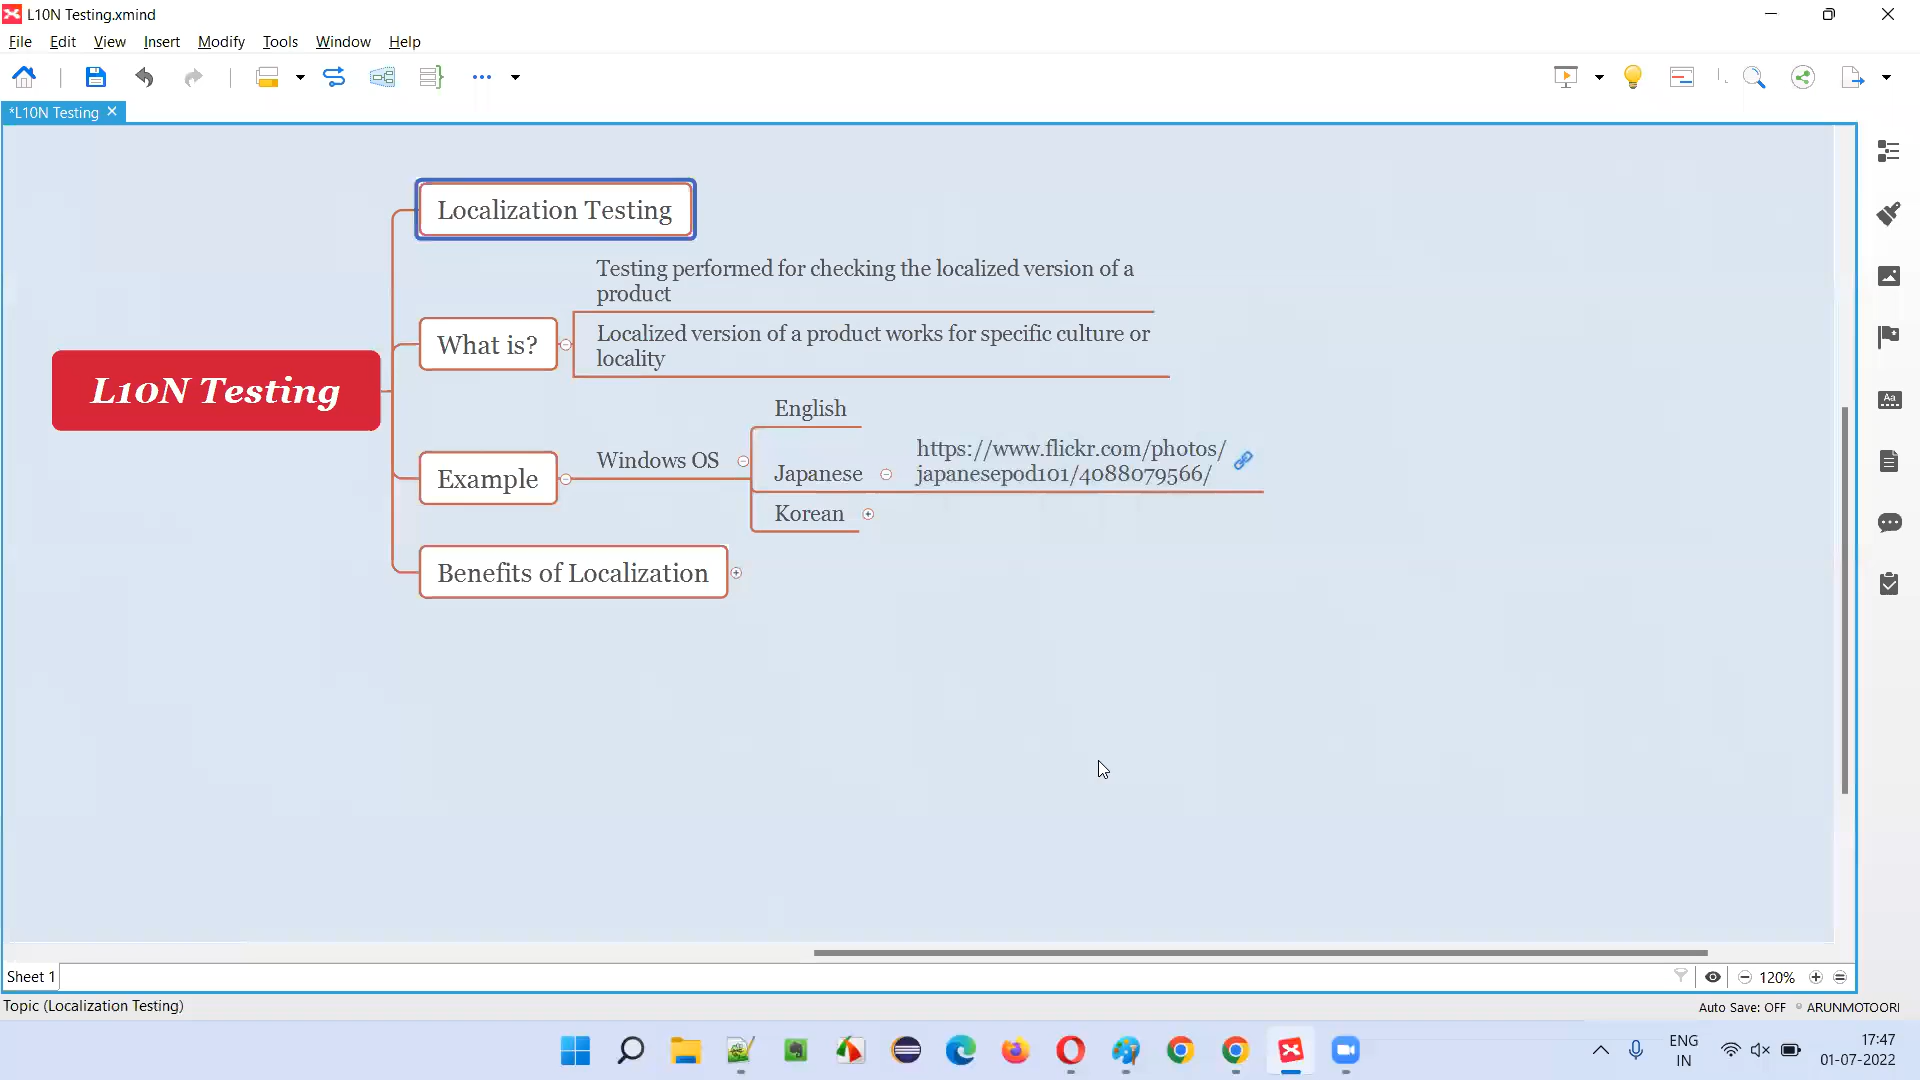 L10N Testing.xmind
File Edit View Insert Modify Tools Window Help
*L10N Testing
Localization Testing
Testing performed for checking the localized version of a
product
What is?
Localized version of a product works for specific culture or
locality
L10N Testing
English
Example
Windows OS
Japanese
https://www.flickr.com/photos/
japanesepod101/4088079566/
Korean
Benefits of Localization
Aa
Sheet 1
120%
Topic (Localization Testing)
Auto Save: OFF
ARUNMOTOORI
ENG
IN
17:47
01-07-2022